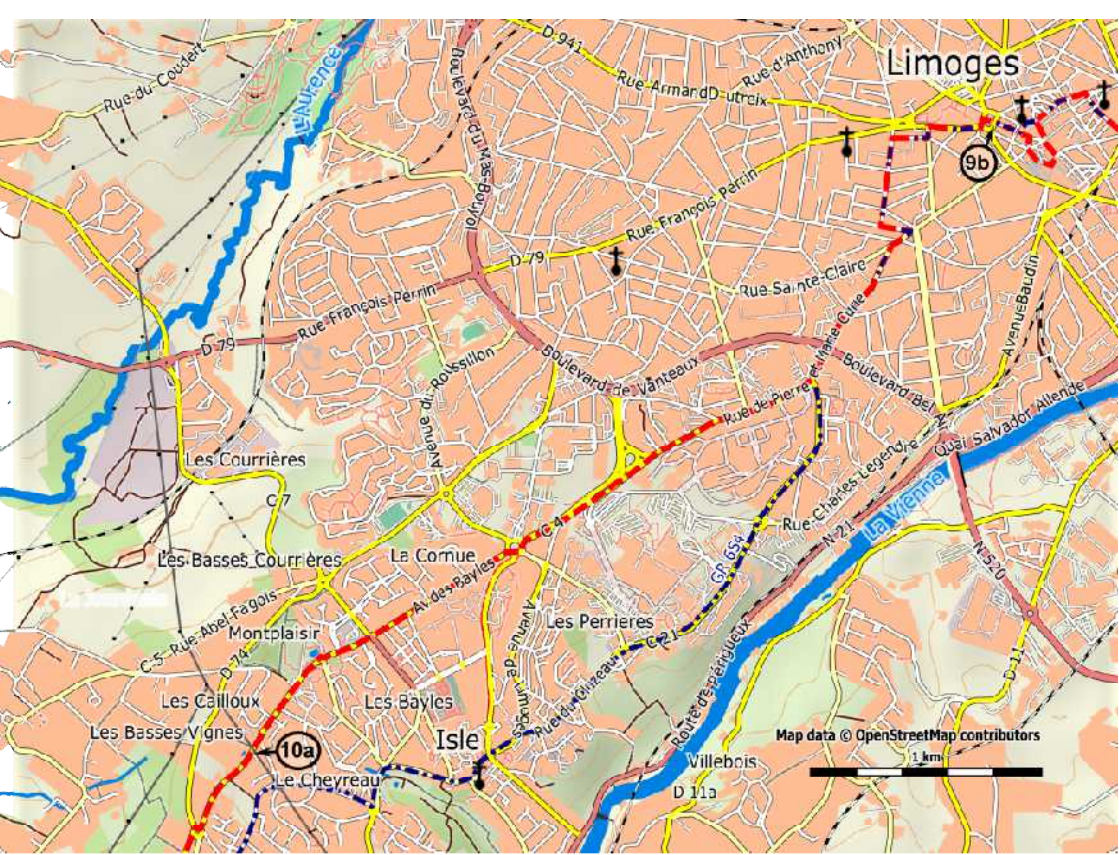 D 941
Limoges
Rue d'Anthony
Rue du Coudert
L'Aurence
Boulevard du Mas-Bouyol
Rue Armand D utreix
9b
Rue François Perrin
D 79
Rue Sainte-Claire
Avenue Baudin
Rue François Perrin
D 79
Rue de Pierre et Marie Curie
Boulevard de Vanteaux
Boulevard Bel Air
Avenue du Roussillon
Quai Salvador Allende
Les Courrières
C 7
Rue Charles Legendre
La Vienne
N 21
C 4
GR 654
N 520
Les Basses Courrières
La Cornue
Av. des Bayles
C 5 - Rue Abel Fagois
Montplaisir
Avenue de Limoges
Les Perrieres
C 21
D 74
Rue du Gondeau
Route de Périgueux
D 11
Les Cailloux
Les Bayles
Les Basses Vignes
Isle
10a
Map data © OpenStreetMap contributors
1 km
Le Cheyreau
Villebois
D 11a